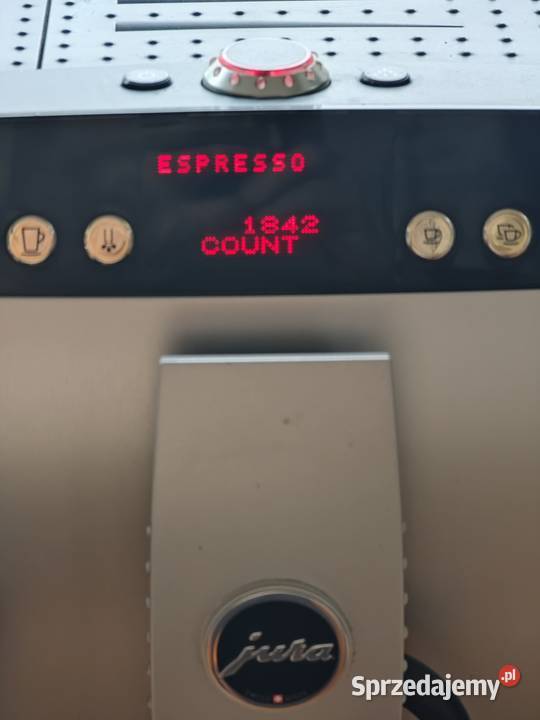 ESPRESSO
1842
COUNT
jura
Sprzedajemy.pl